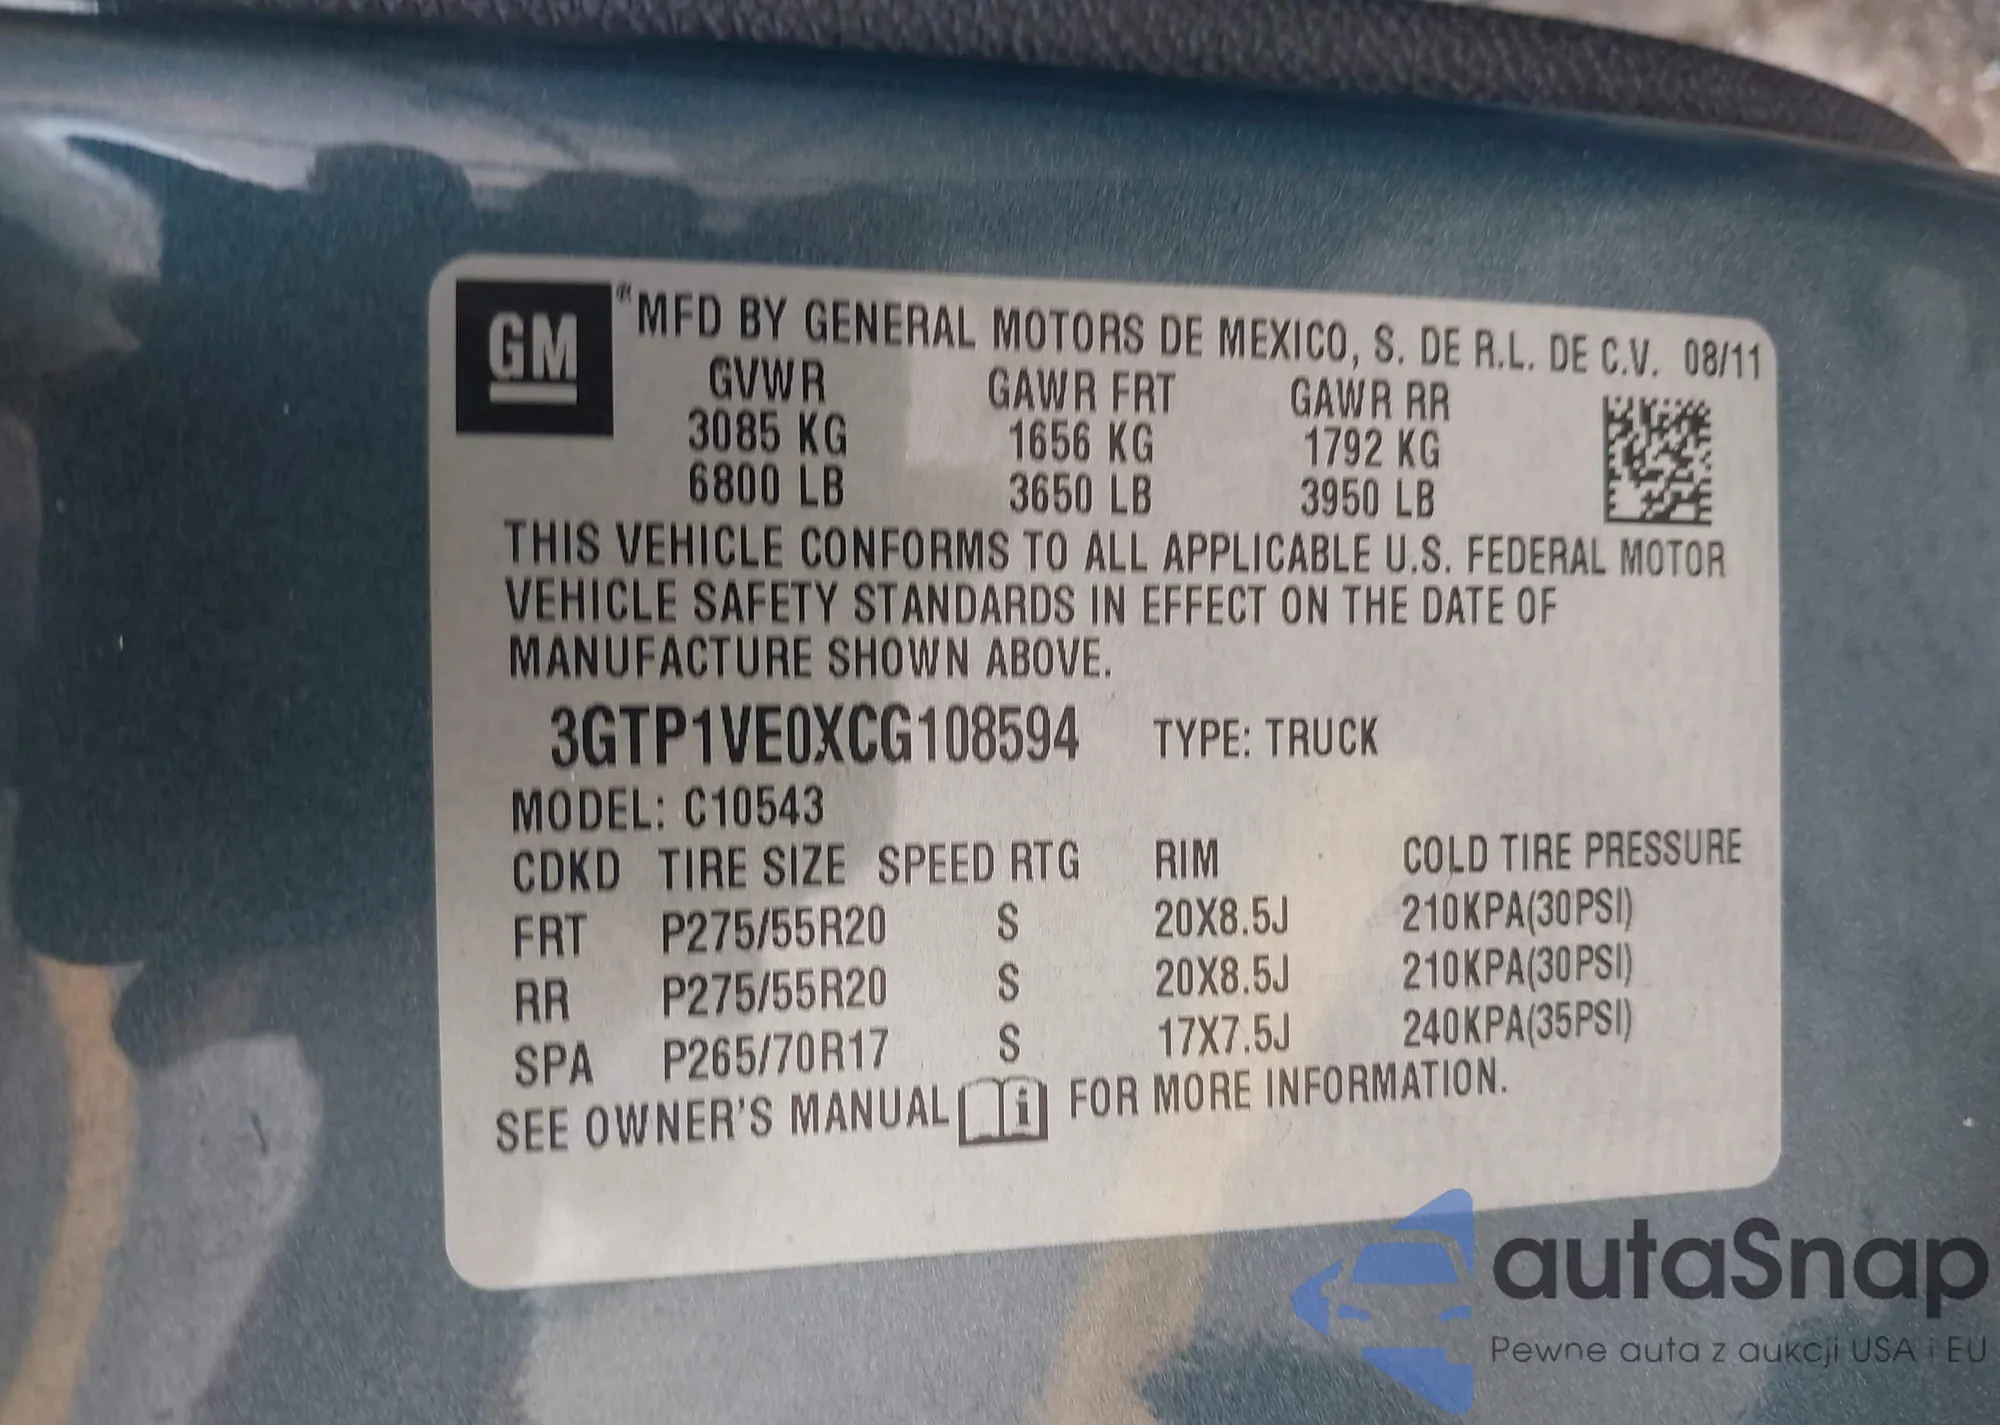 GM
MFD BY GENERAL MOTORS DE MEXICO, S. DE R.L. DE C.V. 08/11
GVWR GAWR FRT GAWR RR
3085 KG 1656 KG 1792 KG
6800 LB 3650 LB 3950 LB
THIS VEHICLE CONFORMS TO ALL APPLICABLE U.S. FEDERAL MOTOR
VEHICLE SAFETY STANDARDS IN EFFECT ON THE DATE OF
MANUFACTURE SHOWN ABOVE.
3GTP1VE0XCG108594 TYPE: TRUCK
MODEL: C10543
CDKD TIRE SIZE SPEED RTG RIM COLD TIRE PRESSURE
FRT P275/55R20 S 20X8.5J 210KPA(30PSI)
RR P275/55R20 S 20X8.5J 210KPA(30PSI)
SPA P265/70R17 S 17X7.5J 240KPA(35PSI)
SEE OWNER'S MANUAL i FOR MORE INFORMATION.
autaSnap
Pewne auta z aukcji USA i EU